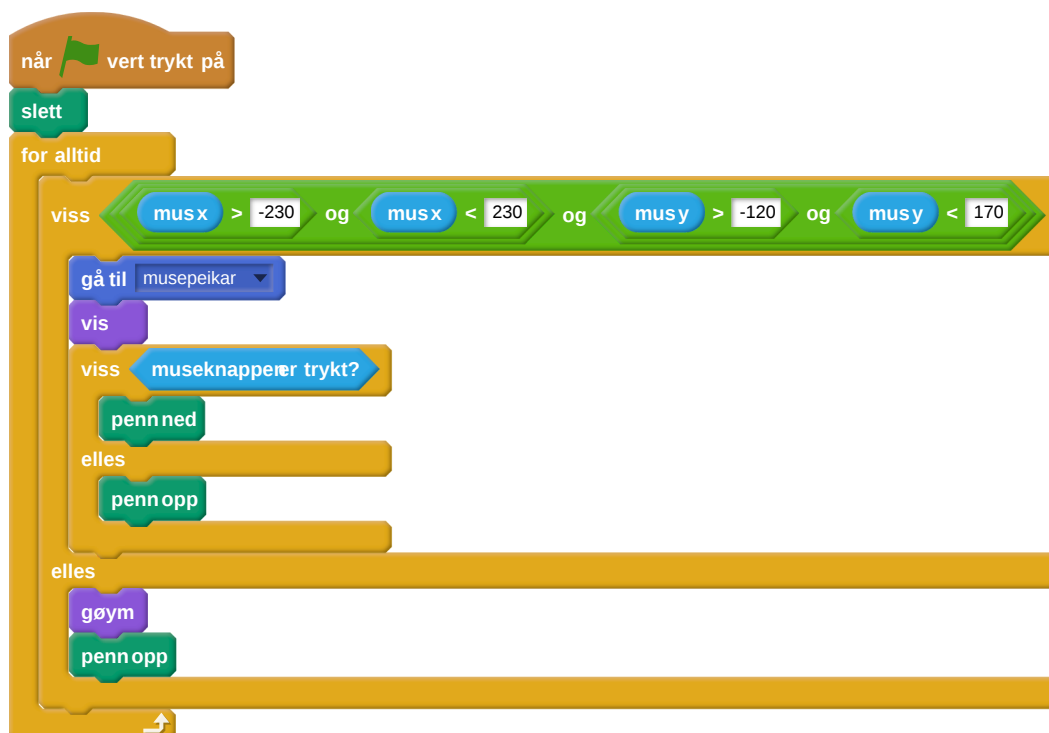 når vert trykt på
slett
for alltid
viss mus x > -230 og mus x < 230 og mus y > -120 og mus y < 170
gå til musepeikar
vis
viss museknappen er trykt?
penn ned
elles
penn opp
elles
gøym
penn opp